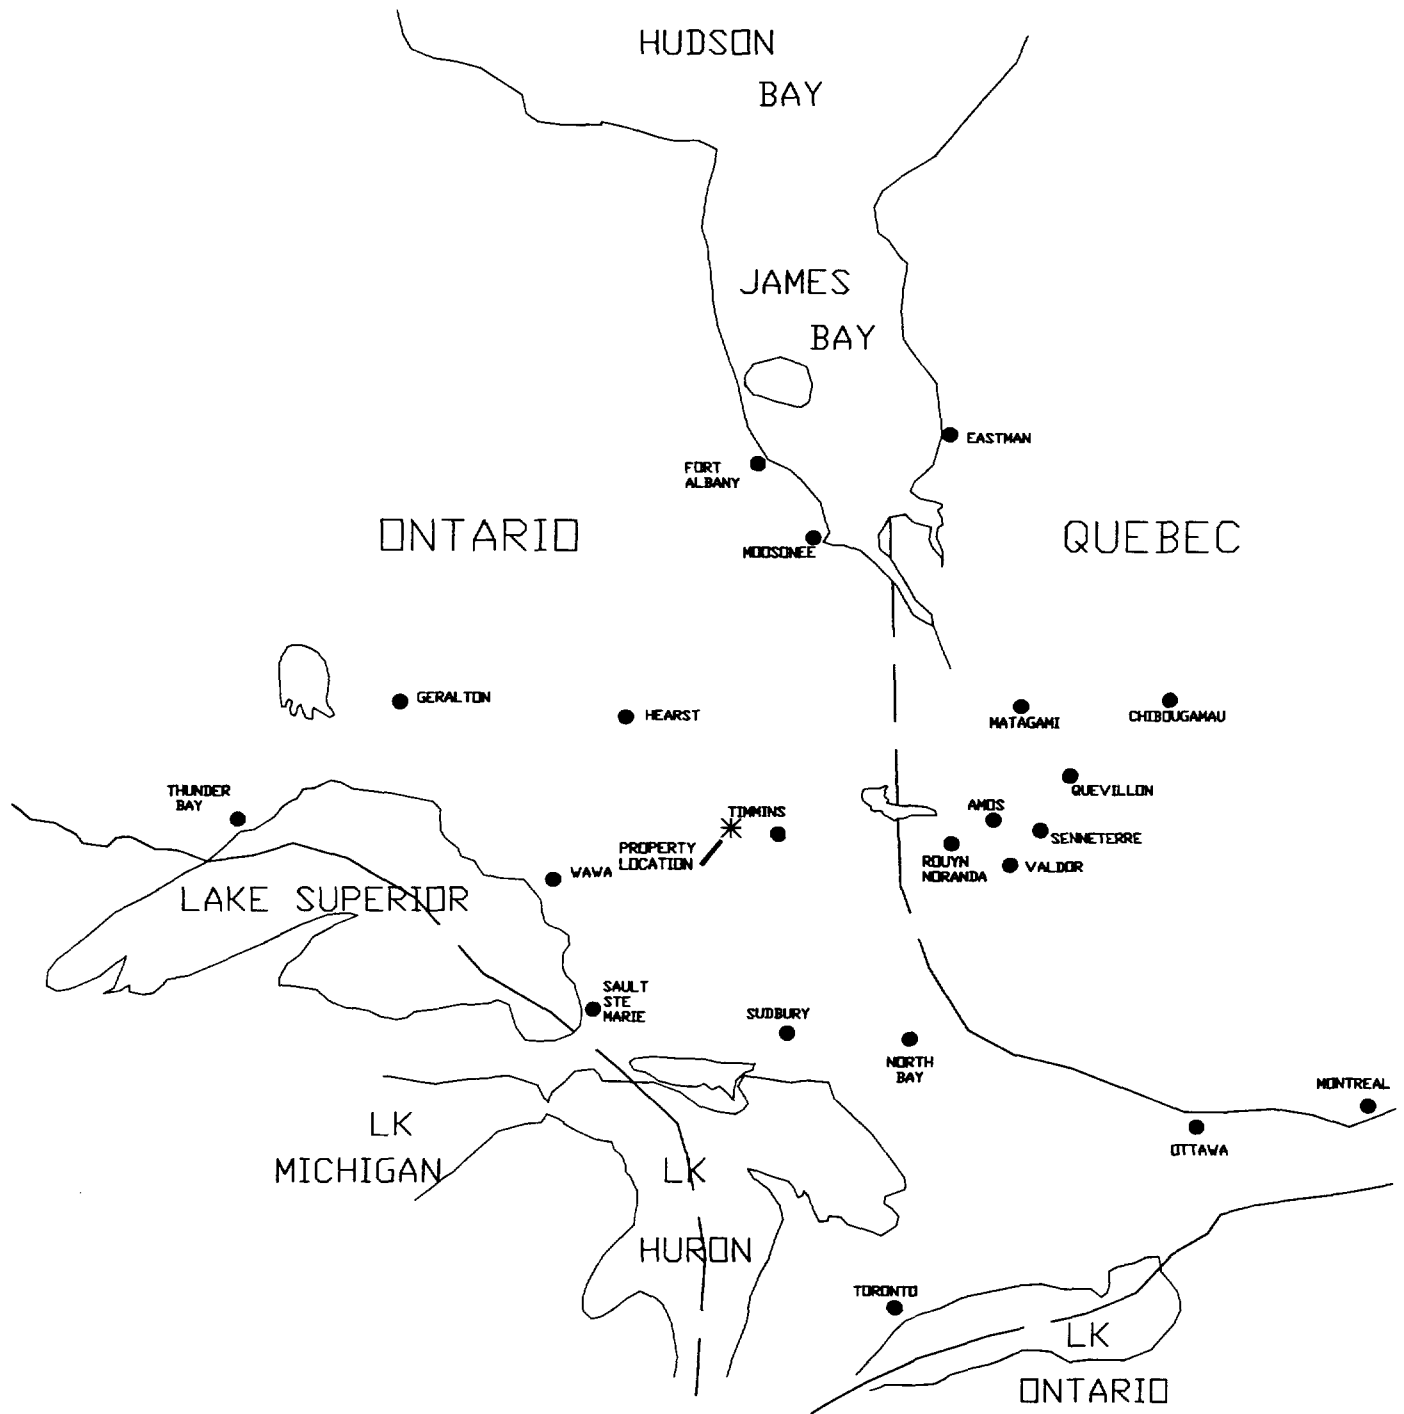 HUDSON
BAY
JAMES
BAY
EASTMAN
FORT
ALBANY
ONTARIO
QUEBEC
MOOSONEE
GERALTON
HEARST
MATAGAMI
CHIBOUGAMAU
THUNDER
BAY
QUEVILLON
TIMMINS
AMOS
SENNETERRE
PROPERTY
LOCATION
ROUYN
NORANDA
VALDOR
WAWA
LAKE SUPERIOR
SAULT
STE
MARIE
SUDBURY
NORTH
BAY
MONTREAL
OTTAWA
LK
MICHIGAN
LK
HURON
TORONTO
LK
ONTARIO